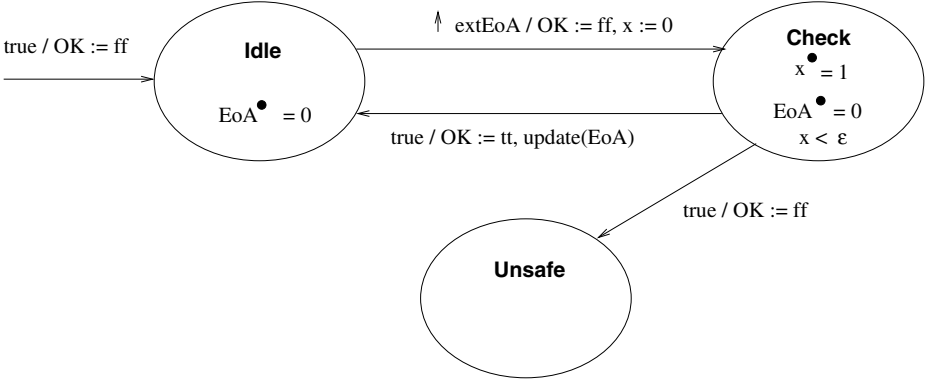 true / OK := ff
Idle
EoA• = 0
↑ extEoA / OK := ff, x := 0
true / OK := tt, update(EoA)
Check
x• = 1
EoA• = 0
x < ε
true / OK := ff
Unsafe